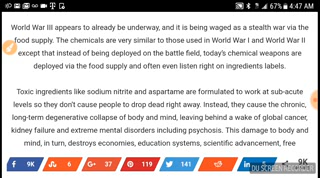 67% 4:47 AM
World War III appears to already be underway, and it is being waged as a stealth war via the
food supply. The chemicals are very similar to those used in World War I and World War II
except that instead of being deployed on the battle field, today's chemical weapons are
deployed via the food supply and often even listen right on ingredients labels.
Toxic ingredients like sodium nitrite and aspartame are formulated to work at sub-acute
levels so they don't cause people to drop dead right away. Instead, they cause the chronic,
long-term degenerative collapse of body and mind, leaving behind a wake of global cancer,
kidney failure and extreme mental disorders including psychosis. This damage to body and
mind, in turn, destroys economies, education systems, scientific advancement, free
9K 6 37 119 141 9K
DU SCREEN RECORDER